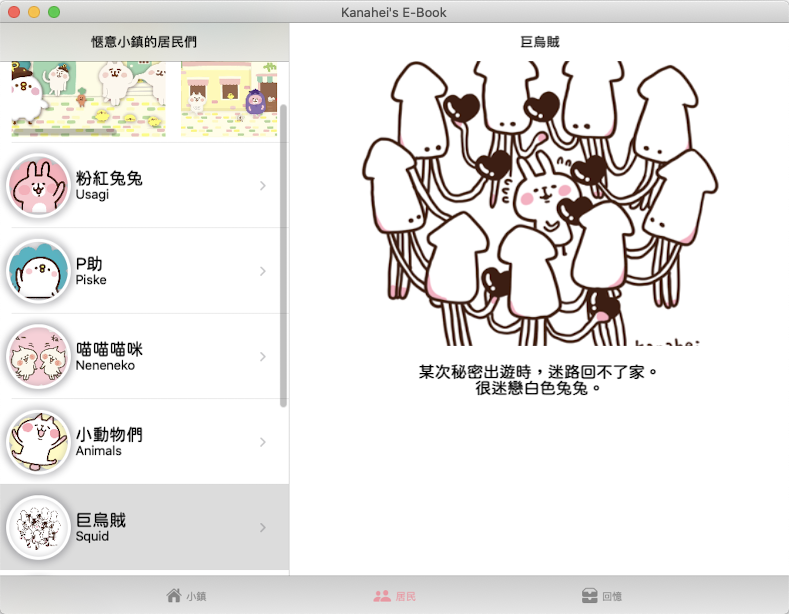 Kanahei's E-Book
愜意小鎮的居民們
巨烏賊
粉紅兔兔
Usagi
P助
Piske
喵喵喵咪
Neneneko
小動物們
Animals
巨烏賊
Squid
kanahei
某次秘密出遊時，迷路回不了家。
很迷戀白色兔兔。
小鎮
居民
回憶